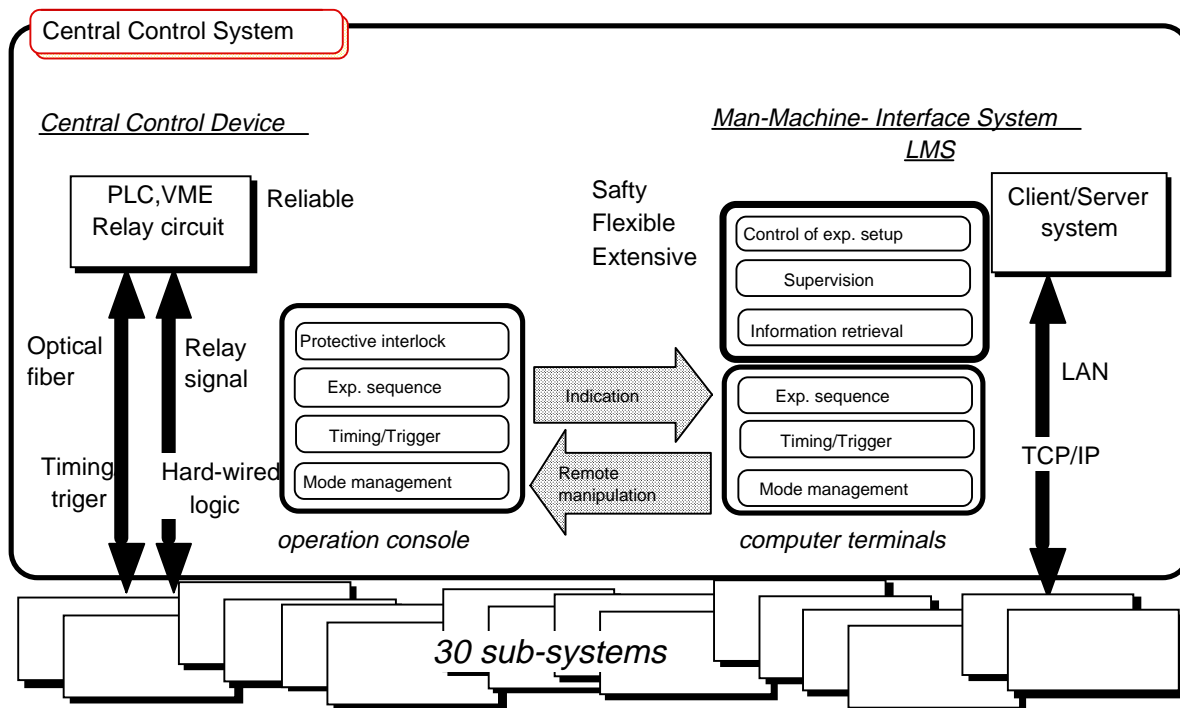 Central Control System
Central Control Device
Man-Machine- Interface System
LMS
PLC,VME
Relay circuit
Reliable
Safty
Flexible
Extensive
Control of exp. setup
Supervision
Information retrieval
Client/Server
system
Optical
fiber
Relay
signal
Protective interlock
Exp. sequence
Timing/Trigger
Mode management
Indication
Remote
manipulation
Exp. sequence
Timing/Trigger
Mode management
LAN
TCP/IP
Timing
triger
Hard-wired
logic
operation console
computer terminals
30 sub-systems